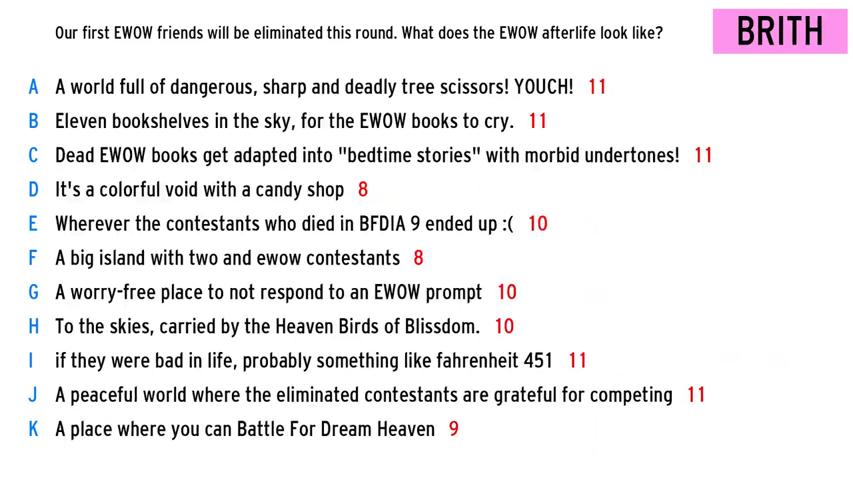 Our first EWOW friends will be eliminated this round. What does the EWOW afterlife look like?
BRITH
A A world full of dangerous, sharp and deadly tree scissors! YOUCH! 11
B Eleven bookshelves in the sky, for the EWOW books to cry. 11
C Dead EWOW books get adapted into "bedtime stories" with morbid undertones! 11
D It's a colorful void with a candy shop 8
E Wherever the contestants who died in BFDIA 9 ended up :( 10
F A big island with two and ewow contestants 8
G A worry-free place to not respond to an EWOW prompt 10
H To the skies, carried by the Heaven Birds of Blissdom. 10
I if they were bad in life, probably something like fahrenheit 451 11
J A peaceful world where the eliminated contestants are grateful for competing 11
K A place where you can Battle For Dream Heaven 9